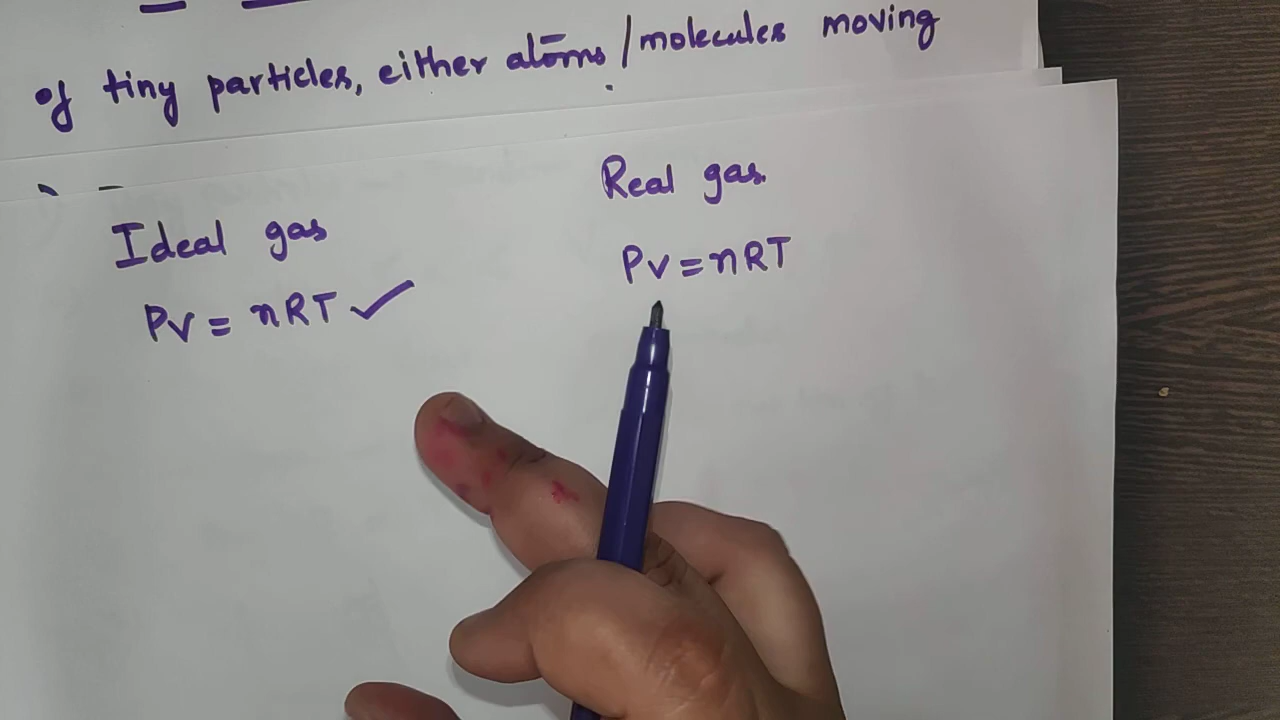 of tiny particles, either atoms/molecules moving
Ideal gas
PV = nRT ✓
Real gas
PV = nRT